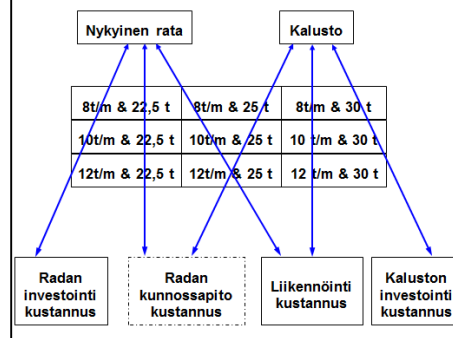 Nykyinen rata
Kalusto
8t/m & 22,5 t
8t/m & 25 t
8t/m & 30 t
10t/m & 22,5 t
10t/m & 25 t
10 t/m & 30 t
12t/m & 22,5 t
12t/m & 25 t
12 t/m & 30 t
Radan
investointi
kustannus
Radan
kunnossapito
kustannus
Liikennöinti
kustannus
Kaluston
investointi
kustannus